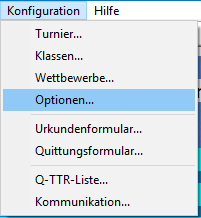 Konfiguration Hilfe
Turnier...
Klassen...
Wettbewerbe...
Optionen...
Urkundenformular...
Quittungsformular...
Q-TTR-Liste...
Kommunikation...